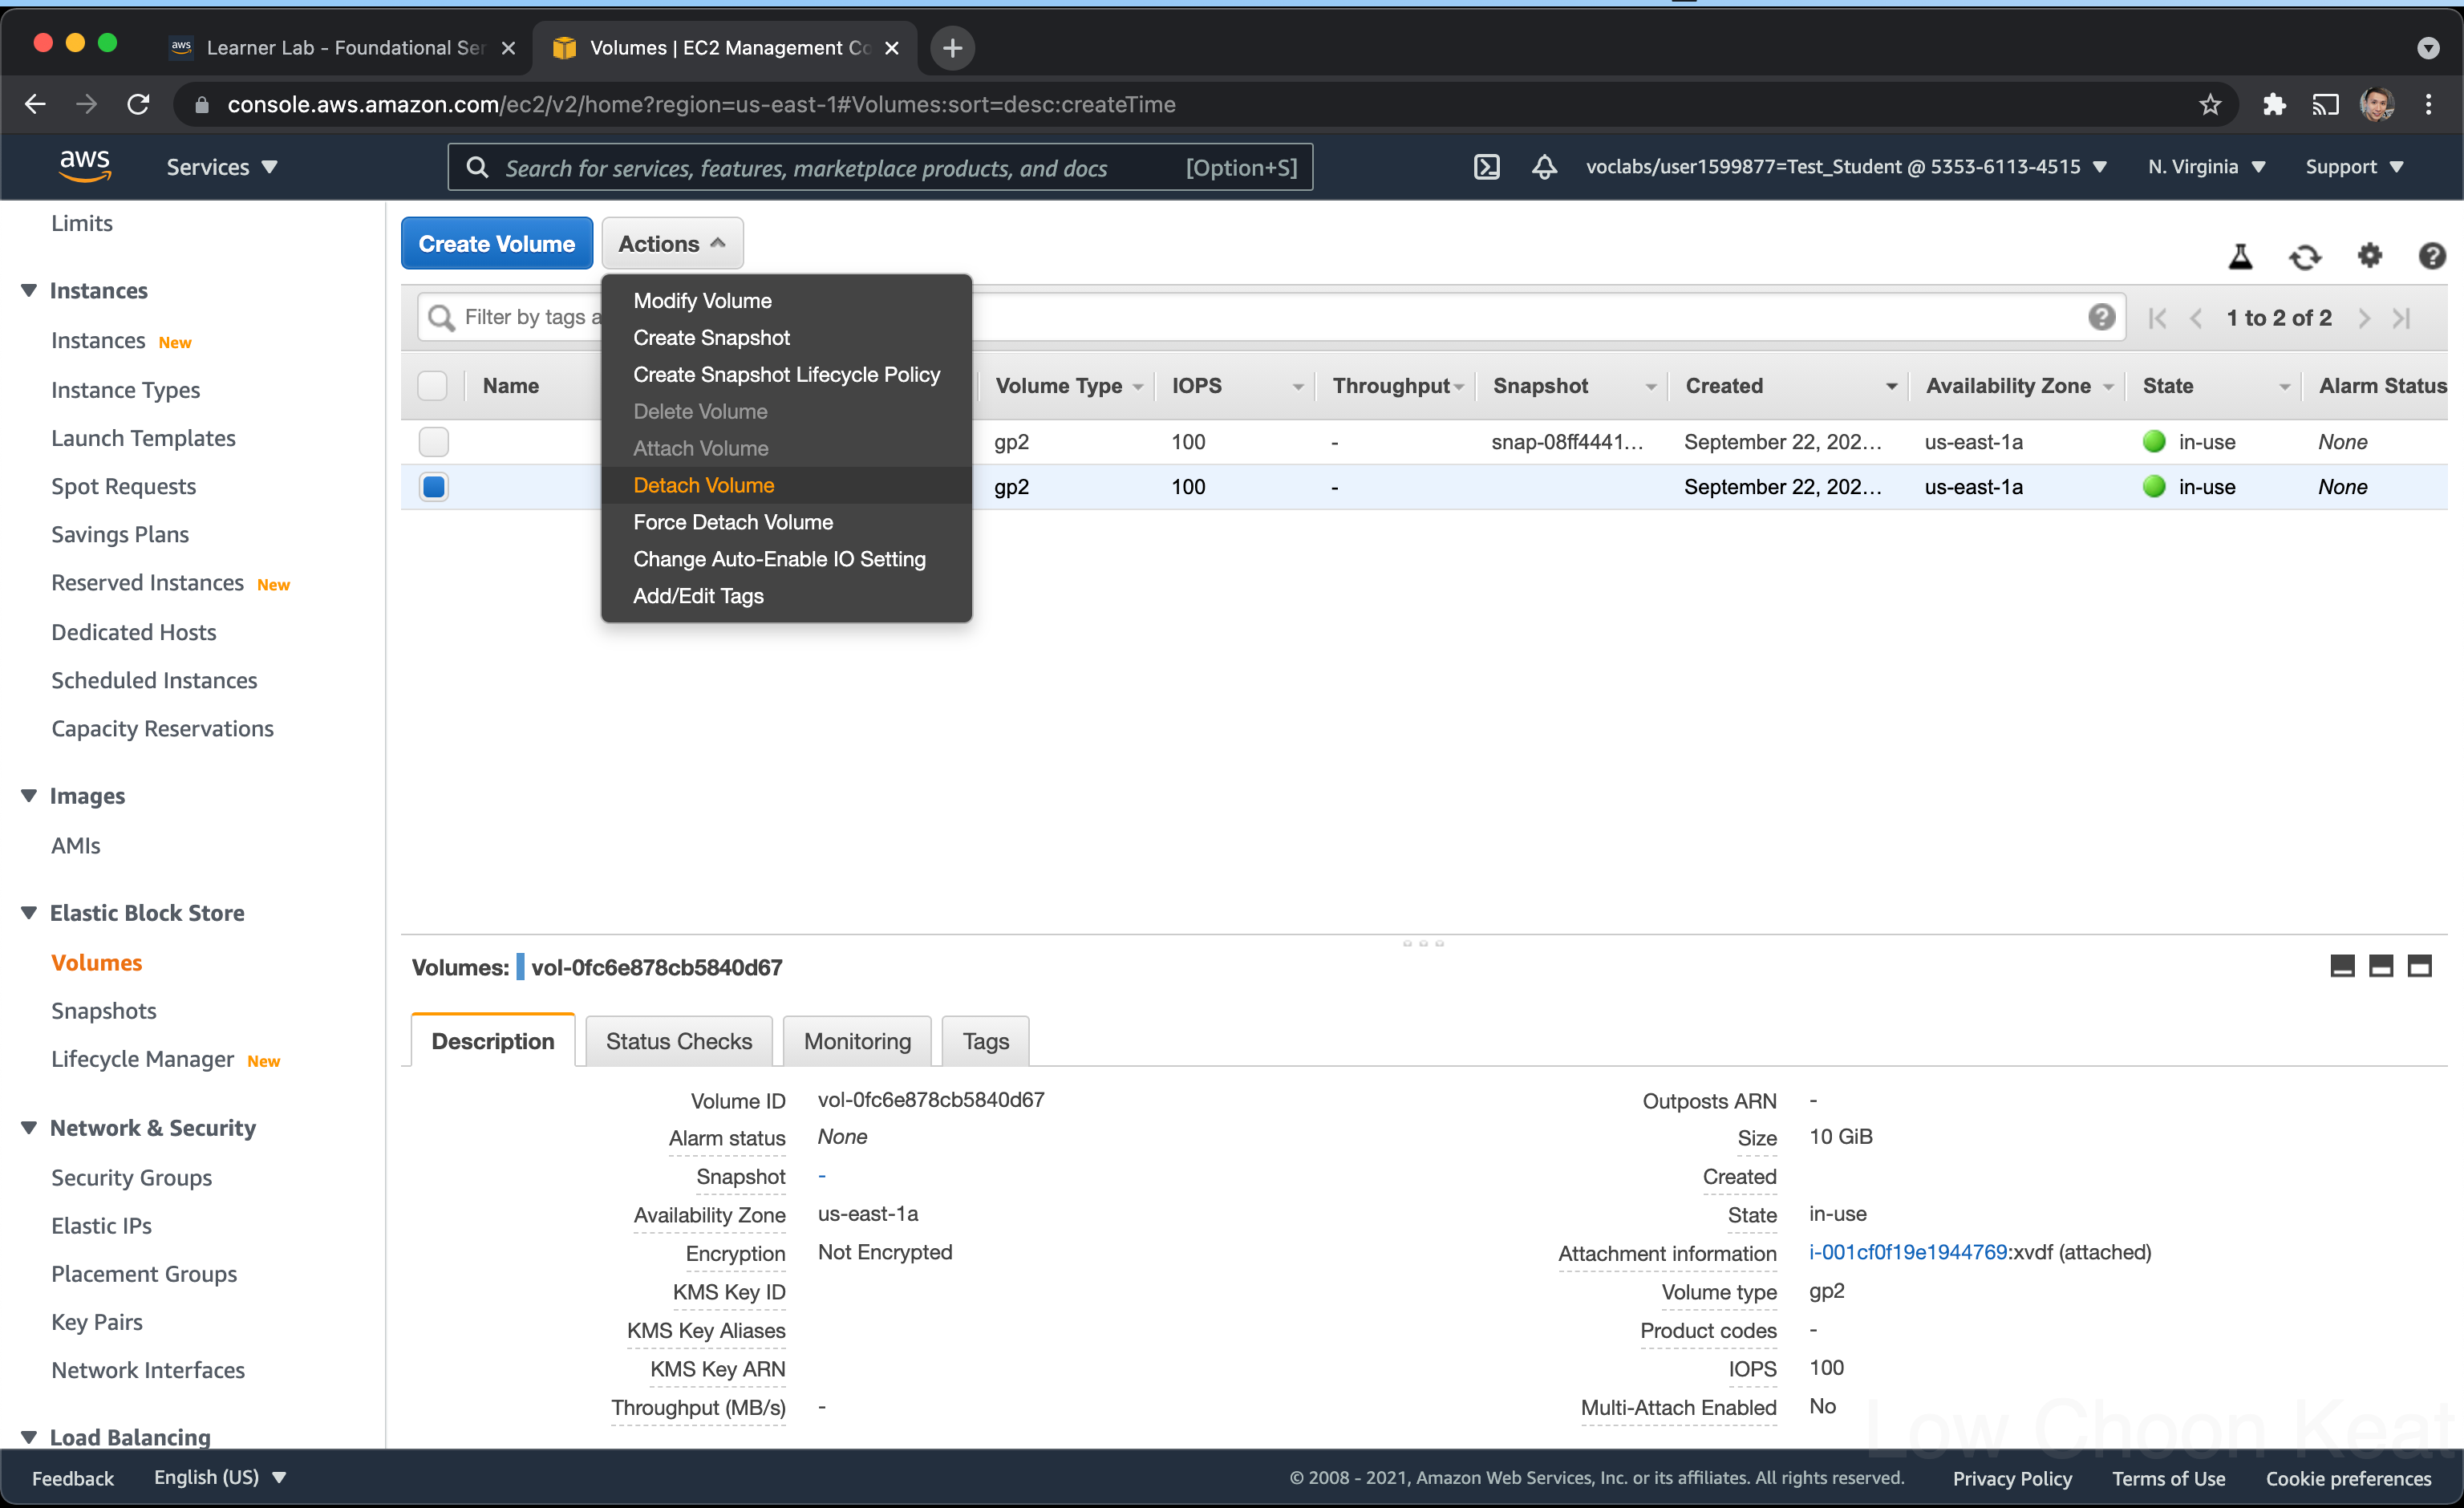 aws Learner Lab - Foundational Ser
Volumes | EC2 Management Co
console.aws.amazon.com/ec2/v2/home?region=us-east-1#Volumes:sort=desc:createTime
aws Services Search for services, features, marketplace products, and docs [Option+S] voclabs/user1599877=Test_Student @ 5353-6113-4515 N. Virginia Support
Limits
Instances
Instances New
Instance Types
Launch Templates
Spot Requests
Savings Plans
Reserved Instances New
Dedicated Hosts
Scheduled Instances
Capacity Reservations
Images
AMIs
Elastic Block Store
Volumes
Snapshots
Lifecycle Manager New
Network & Security
Security Groups
Elastic IPs
Placement Groups
Key Pairs
Network Interfaces
Load Balancing
Create Volume Actions
Modify Volume
Create Snapshot
Create Snapshot Lifecycle Policy
Delete Volume
Attach Volume
Detach Volume
Force Detach Volume
Change Auto-Enable IO Setting
Add/Edit Tags
Filter by tags a 1 to 2 of 2
Name Volume Type IOPS Throughput Snapshot Created Availability Zone State Alarm Status
gp2 100 - snap-08ff4441... September 22, 202... us-east-1a in-use None
gp2 100 - September 22, 202... us-east-1a in-use None
Volumes: vol-0fc6e878cb5840d67
Description Status Checks Monitoring Tags
Volume ID vol-0fc6e878cb5840d67
Alarm status None
Snapshot -
Availability Zone us-east-1a
Encryption Not Encrypted
KMS Key ID
KMS Key Aliases
KMS Key ARN
Throughput (MB/s) -
Outposts ARN -
Size 10 GiB
Created
State in-use
Attachment information i-001cf0f19e1944769:xvdf (attached)
Volume type gp2
Product codes -
IOPS 100
Multi-Attach Enabled No
Low Choon Keat
Feedback English (US) © 2008 - 2021, Amazon Web Services, Inc. or its affiliates. All rights reserved. Privacy Policy Terms of Use Cookie preferences